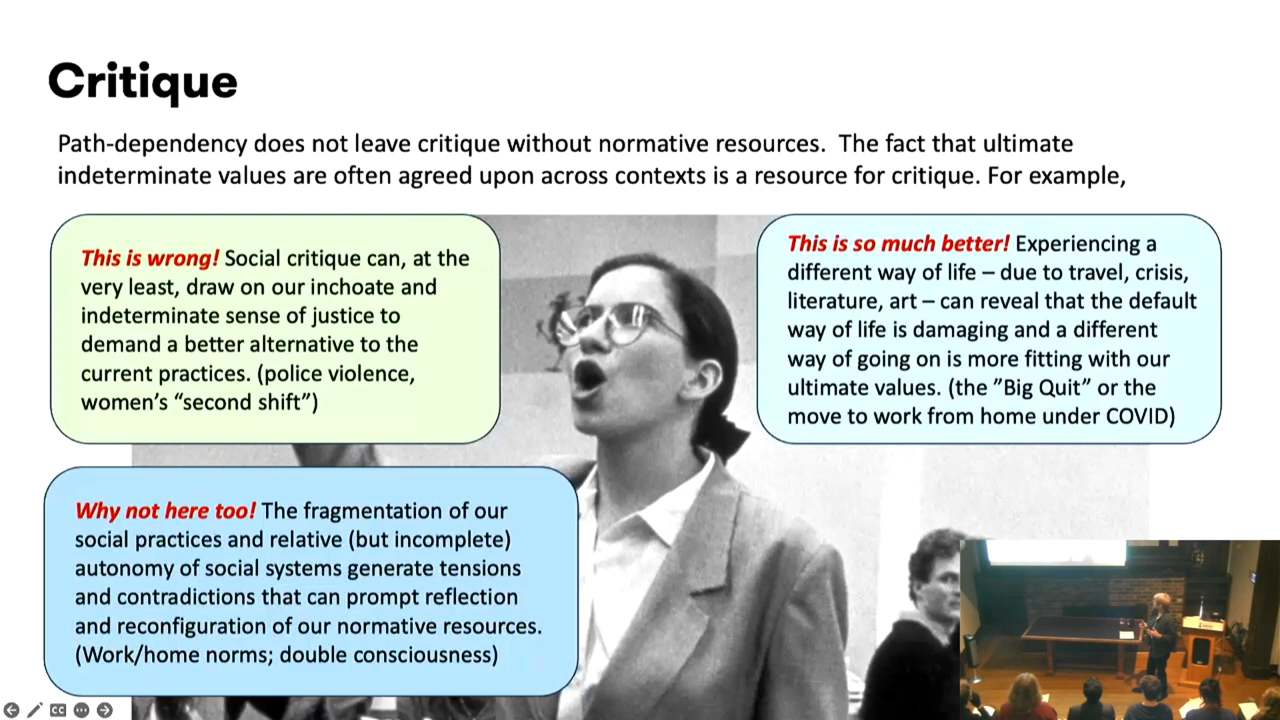 Critique
Path-dependency does not leave critique without normative resources.  The fact that ultimate
indeterminate values are often agreed upon across contexts is a resource for critique. For example,
This is wrong! Social critique can, at the
very least, draw on our inchoate and
indeterminate sense of justice to
demand a better alternative to the
current practices. (police violence,
women’s “second shift”)
This is so much better! Experiencing a
different way of life – due to travel, crisis,
literature, art – can reveal that the default
way of life is damaging and a different
way of going on is more fitting with our
ultimate values. (the ”Big Quit” or the
move to work from home under COVID)
Why not here too! The fragmentation of our
social practices and relative (but incomplete)
autonomy of social systems generate tensions
and contradictions that can prompt reflection
and reconfiguration of our normative resources.
(Work/home norms; double consciousness)
CC